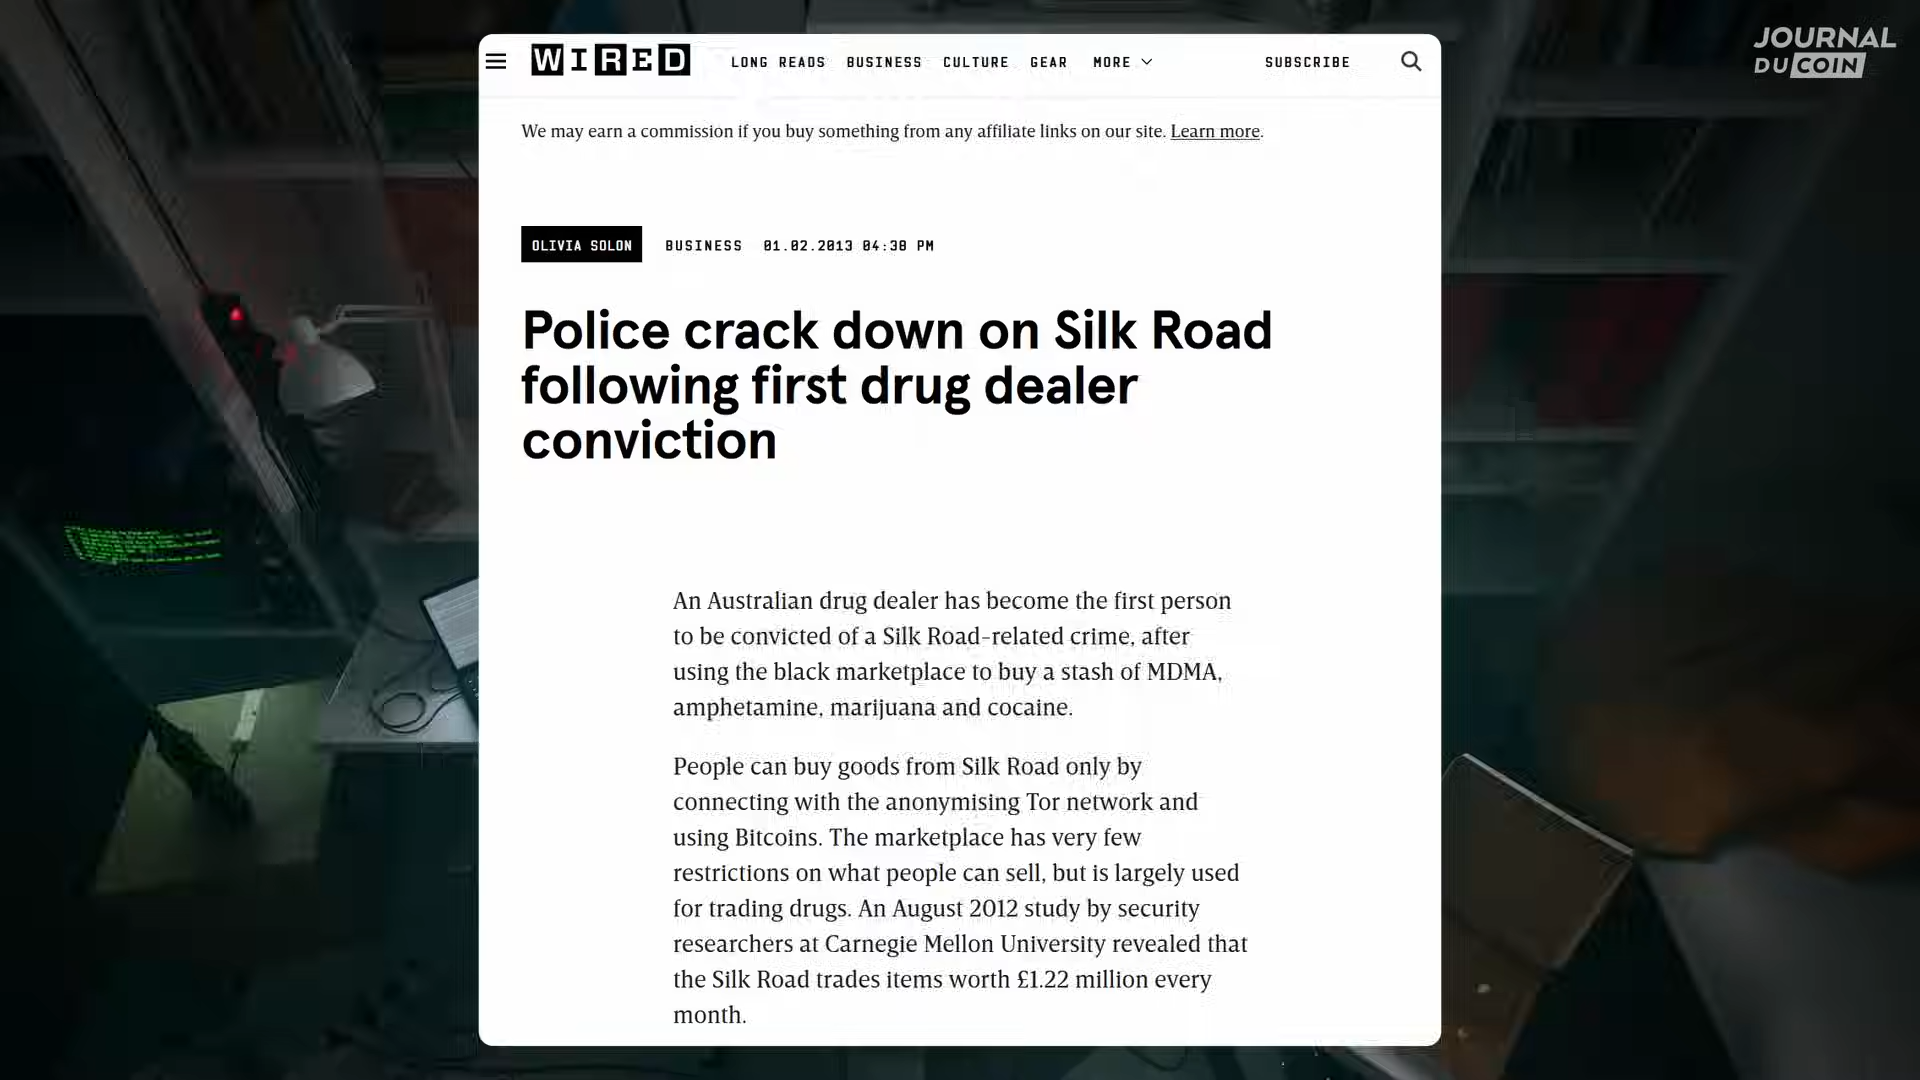 JOURNAL
DU COIN
WIRED
LONG READS BUSINESS CULTURE GEAR MORE SUBSCRIBE
We may earn a commission if you buy something from any affiliate links on our site. Learn more.
OLIVIA SOLON BUSINESS 01.02.2013 04:30 PM
Police crack down on Silk Road
following first drug dealer
conviction
An Australian drug dealer has become the first person
to be convicted of a Silk Road-related crime, after
using the black marketplace to buy a stash of MDMA,
amphetamine, marijuana and cocaine.
People can buy goods from Silk Road only by
connecting with the anonymising Tor network and
using Bitcoins. The marketplace has very few
restrictions on what people can sell, but is largely used
for trading drugs. An August 2012 study by security
researchers at Carnegie Mellon University revealed that
the Silk Road trades items worth £1.22 million every
month.